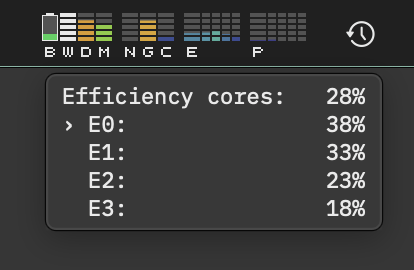 B W D M N G C E P
Efficiency cores: 28%
› E0: 38%
E1: 33%
E2: 23%
E3: 18%